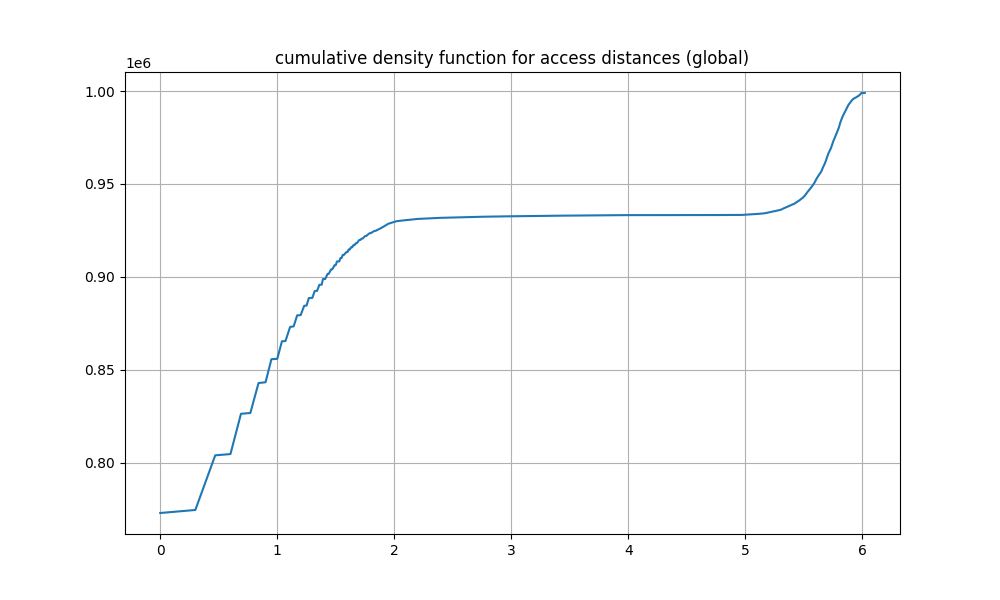 cumulative density function for access distances (global)
1e6
1.00
0.95
0.90
0.85
0.80
0 1 2 3 4 5 6